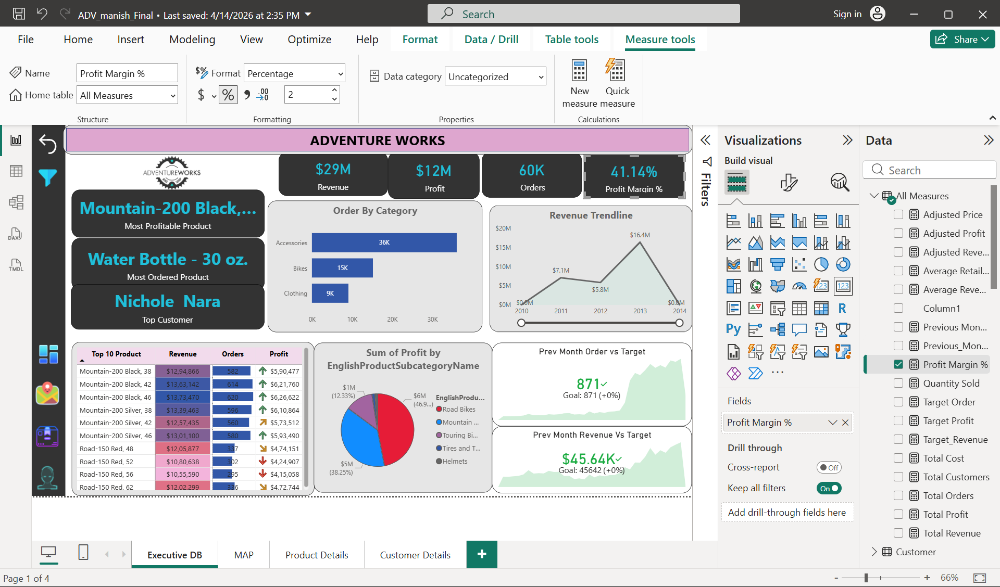 ADV_manish_Final • Last saved: 4/14/2026 at 2:35 PM
Search
Sign in
File
Home
Insert
Modeling
View
Optimize
Help
Format
Data / Drill
Table tools
Measure tools
Share
Name
Profit Margin %
Home table
All Measures
Structure
Format
Percentage
$
%
2
Formatting
Data category
Uncategorized
Properties
New measure
Quick measure
Calculations
DAX
TMDL
ADVENTURE WORKS
ADVENTUREWORKS
$29M
Revenue
$12M
Profit
60K
Orders
41.14%
Profit Margin %
Mountain-200 Black,...
Most Profitable Product
Water Bottle - 30 oz.
Most Ordered Product
Nichole Nara
Top Customer
Order By Category
Accessories
36K
Bikes
15K
Clothing
9K
0K
10K
20K
30K
Revenue Trendline
$20M
$15M
$10M
$5M
$0M
$0.0M
$7.1M
$5.8M
$16.4M
$0.0M
2010
2011
2012
2013
2014
Top 10 Product Revenue Orders Profit
Mountain-200 Black, 38 $12,94,866 582 $5,90,477
Mountain-200 Black, 42 $13,63,142 614 $6,21,760
Mountain-200 Black, 46 $13,73,470 620 $6,26,622
Mountain-200 Silver, 38 $13,39,463 596 $6,10,864
Mountain-200 Silver, 42 $12,57,435 560 $5,73,512
Mountain-200 Silver, 46 $13,01,100 580 $5,93,490
Road-150 Red, 48 $12,05,877 337 $4,74,151
Road-150 Red, 52 $10,80,638 302 $4,24,907
Road-150 Red, 56 $10,55,590 295 $4,15,058
Road-150 Red, 62 $12,02,299 336 $4,72,744
Sum of Profit by
EnglishProductSubcategoryName
$1M
(12.33%)
$6M
(46.9...)
$5M
(38.25%)
EnglishProdu...
Road Bikes
Mountain ...
Touring Bi...
Tires and T...
Helmets
Prev Month Order vs Target
871
Goal: 871 (+0%)
Prev Month Revenue Vs Target
$45.64K
Goal: 45642 (+0%)
Filters
Visualizations
Build visual
123
123
R
Py
...
Fields
Profit Margin %
Drill through
Cross-report
Off
Keep all filters
On
Add drill-through fields here
Data
Search
All Measures
Adjusted Price
Adjusted Profit
Adjusted Reve...
Average Retail...
Average Reve...
Column1
Previous Mon...
Previous_Mon...
Profit Margin %
Quantity Sold
Target Order
Target Profit
Target_Revenue
Total Cost
Total Customers
Total Orders
Total Profit
Total Revenue
Customer
Executive DB
MAP
Product Details
Customer Details
+
Page 1 of 4
-
+
66%